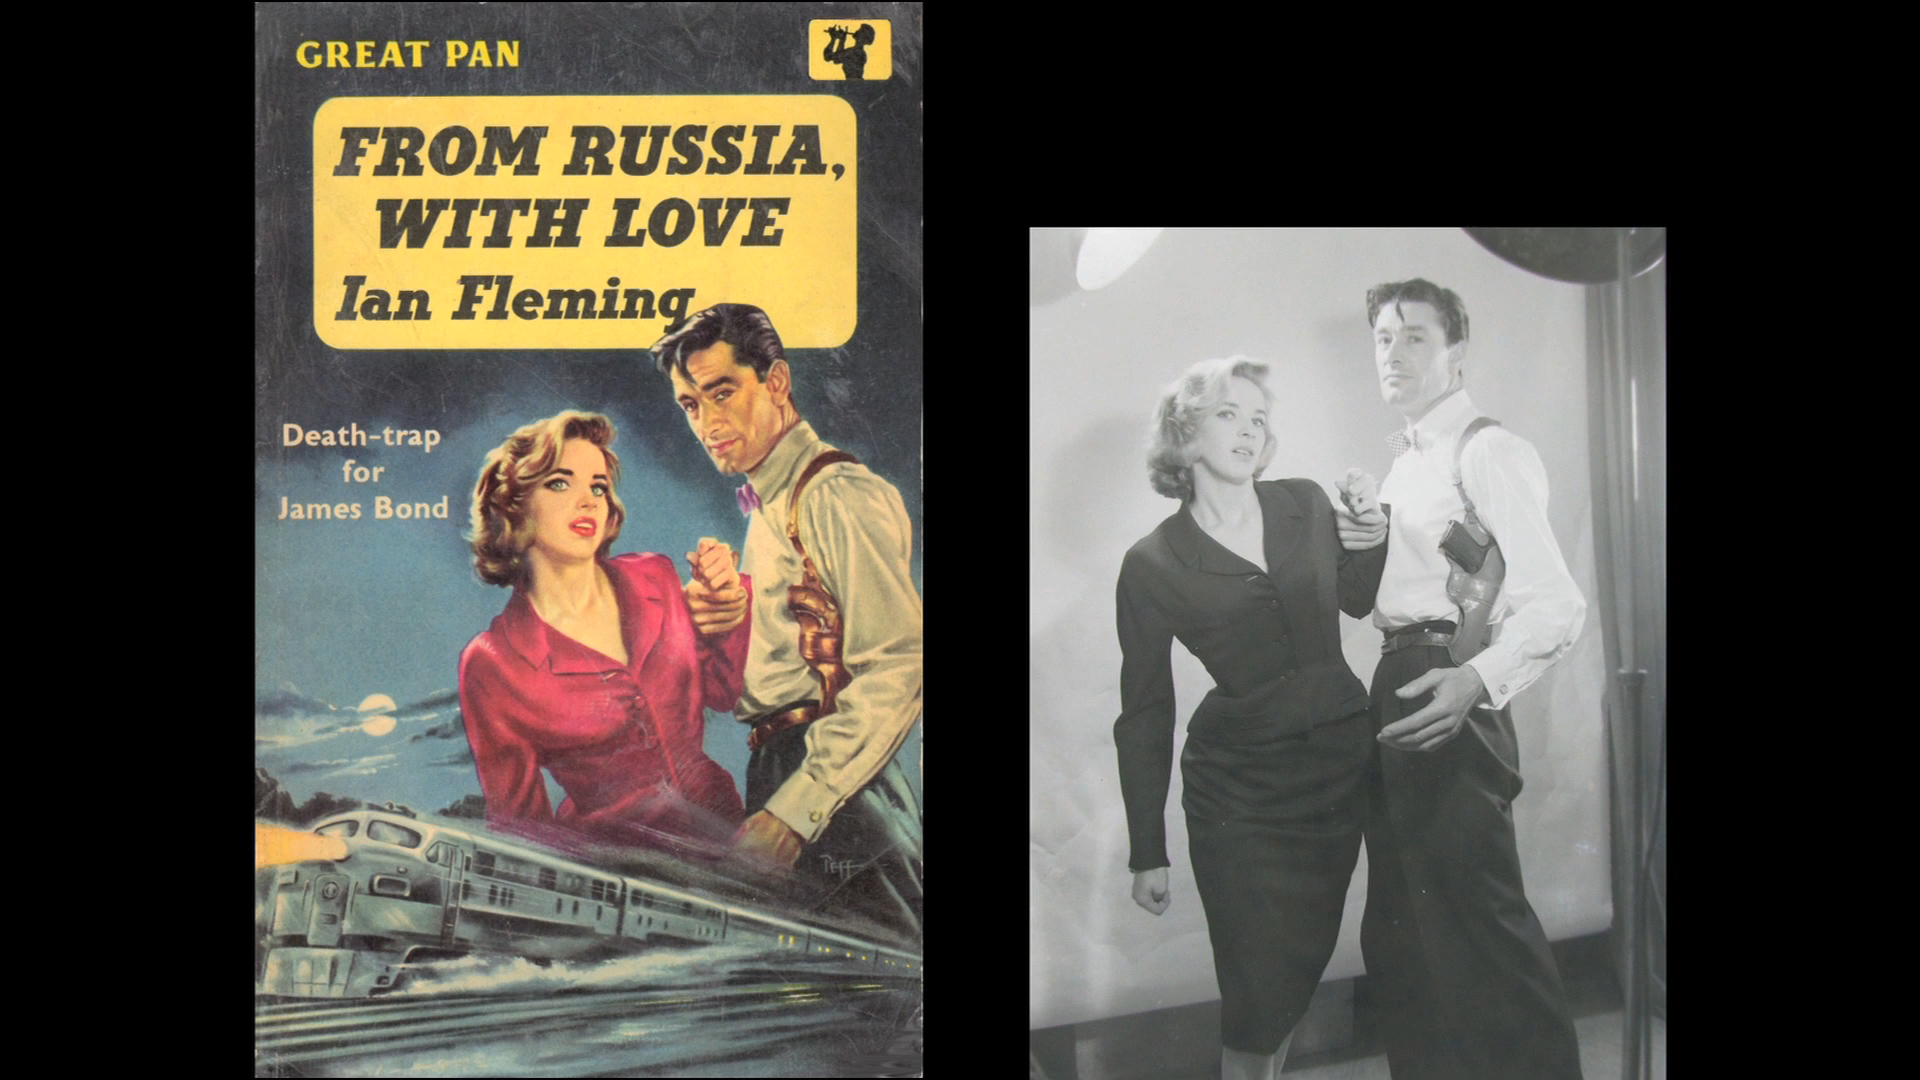 GREAT PAN
FROM RUSSIA,
WITH LOVE
Ian Fleming
Death-trap
for
James Bond
PEFF